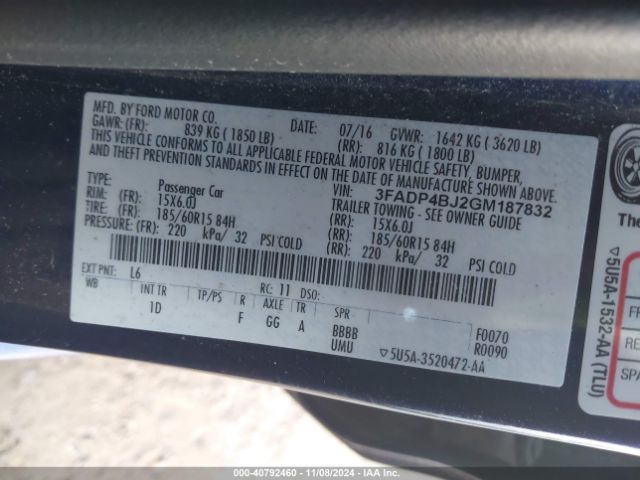 MFD. BY FORD MOTOR CO.
DATE: 07/16 GVWR: 1642 KG ( 3620 LB)
GAWR: (FR): 839 KG ( 1850 LB) (RR): 816 KG ( 1800 LB)
THIS VEHICLE CONFORMS TO ALL APPLICABLE FEDERAL MOTOR VEHICLE SAFETY, BUMPER,
AND THEFT PREVENTION STANDARDS IN EFFECT ON THE DATE OF MANUFACTURE SHOWN ABOVE.
VIN: 3FADP4BJ2GM187832
TYPE: Passenger Car TRAILER TOWING - SEE OWNER GUIDE
RIM: (FR): 15X6.0J (RR): 15X6.0J
TIRE: (FR): 185/60R15 84H (RR): 185/60R15 84H
PRESSURE: (FR): 220 kPa/ 32 PSI COLD (RR): 220 kPa/ 32 PSI COLD
EXT PNT: L6 RC: 11 DSO:
WB INT TR TP/PS R AXLE TR SPR
1D F GG A BBBB F0070
UMU R0090
▽5U5A-3520472-AA
▽5U5A-1532-AA (TLU)
FR
RE
SPA
000-40792460 - 11/08/2024 - IAA Inc.